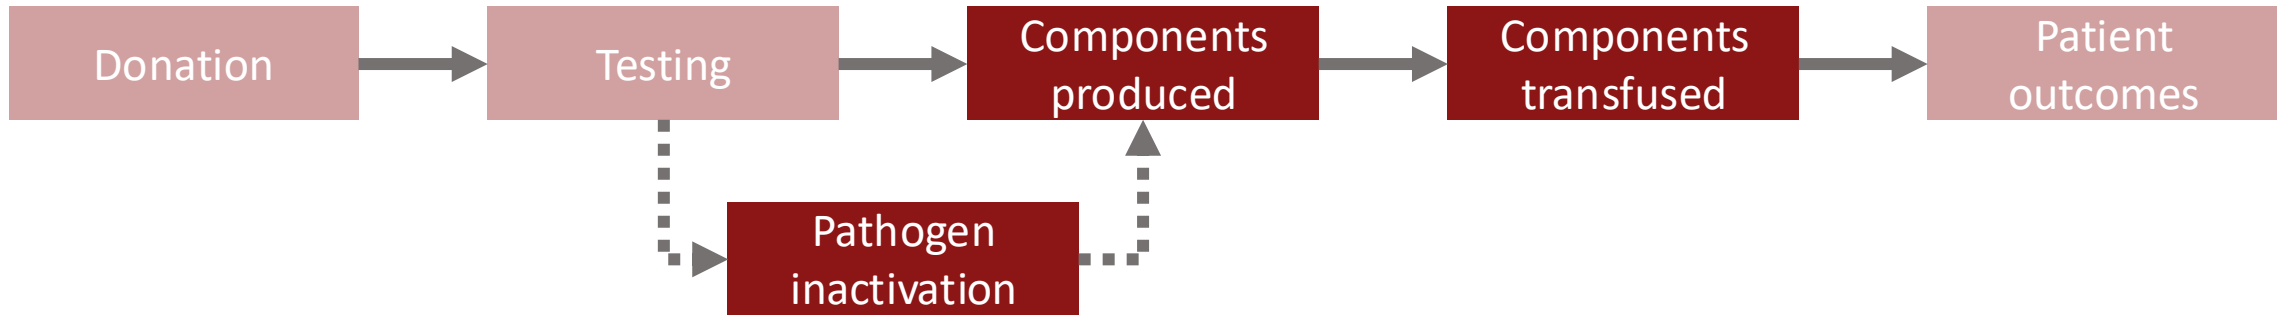 Donation
Testing
Components
produced
Components
transfused
Patient
outcomes
Pathogen
inactivation